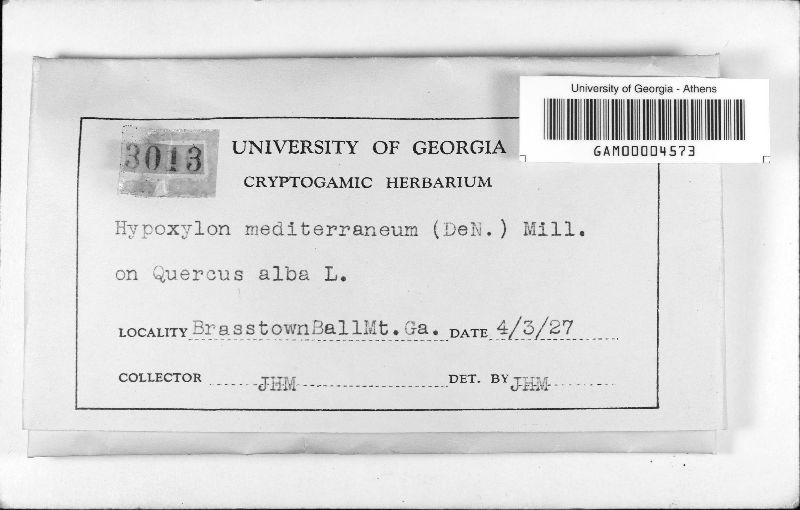 University of Georgia - Athens
GAM00004573
3013
UNIVERSITY OF GEORGIA
CRYPTOGAMIC HERBARIUM
Hypoxylon mediterraneum (DeN.) Mill.
on Quercus alba L.
LOCALITY BrasstownBallMt.Ga. DATE 4/3/27
COLLECTOR JHM DET. BY JHM